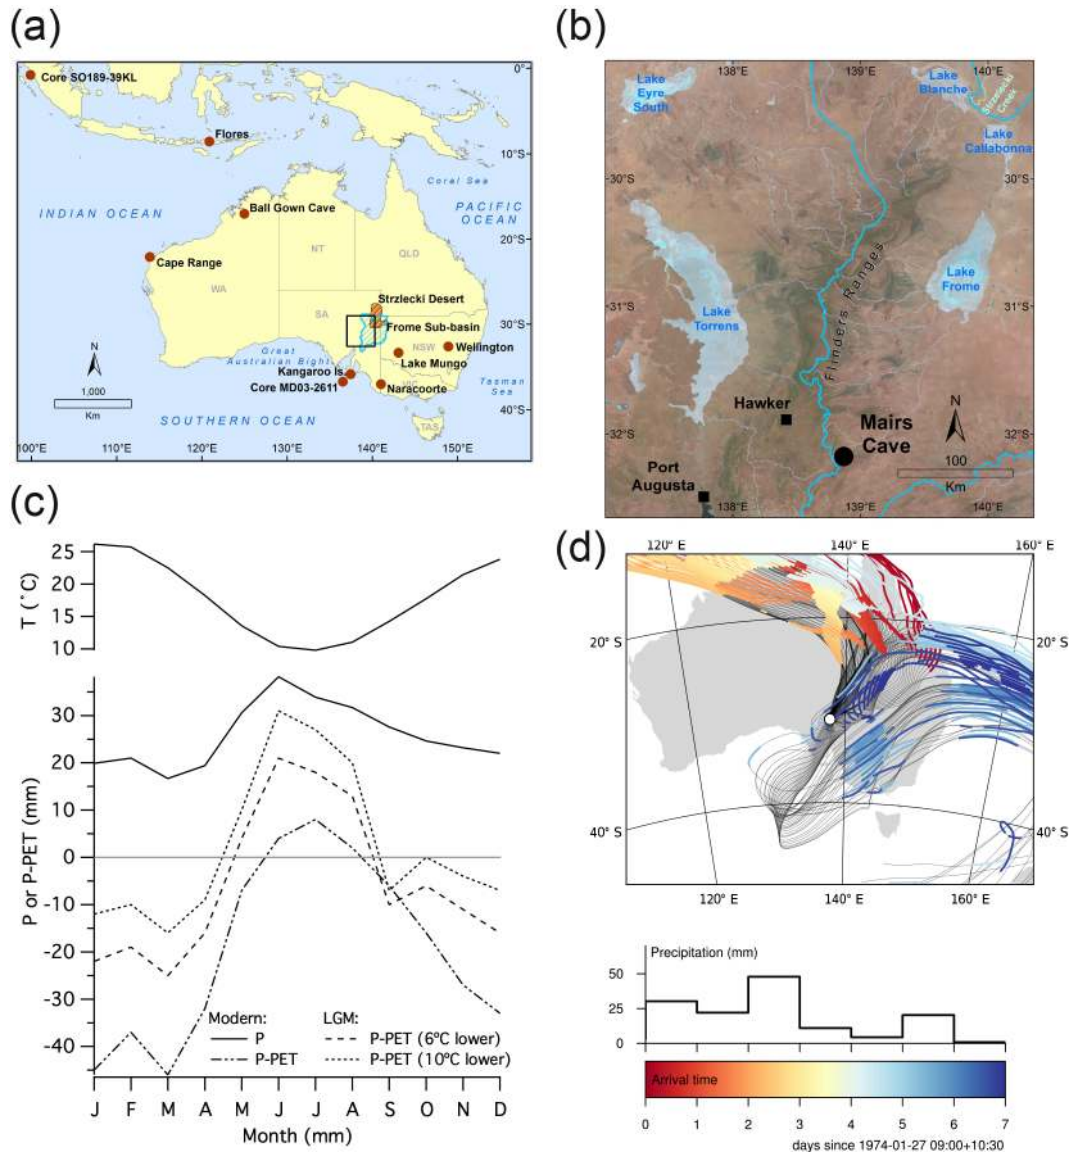 (a)
0°
Core SO189-39KL
Flores
10°S
Coral Sea
INDIAN OCEAN
PACIFIC
OCEAN
Ball Gown Cave
20°S
NT
QLD
Cape Range
WA
Strzlecki Desert
SA
30°S
Frome Sub-basin
N
Great
Australian Bight
NSW
Wellington
Lake Mungo
Kangaroo Is.
1,000
Km
Core MD03-2611
VIC
Naracoorte
Tasman
Sea
SOUTHERN OCEAN
40°S
TAS
100°E
110°E
120°E
130°E
140°E
150°E
(b)
138°E
139°E
140°E
Lake
Eyre
South
Lake
Blanche
Strzelecki
Creek
Lake
Callabonna
30°S
30°S
Flinders Ranges
Lake
Frome
31°S
31°S
Lake
Torrens
Hawker
N
Mairs
Cave
32°S
32°S
100
Km
Port
Augusta
138°E
139°E
140°E
(c)
T (°C)
25
20
15
10
P or P-PET (mm)
30
20
10
0
-10
-20
-30
-40
Modern:
P
P-PET
LGM:
P-PET (6ºC lower)
P-PET (10ºC lower)
J F M A M J J A S O N D
Month (mm)
(d)
120° E
140° E
160° E
20° S
20° S
40° S
40° S
120° E
140° E
160° E
Precipitation (mm)
50
25
0
Arrival time
0 1 2 3 4 5 6 7
days since 1974-01-27 09:00+10:30